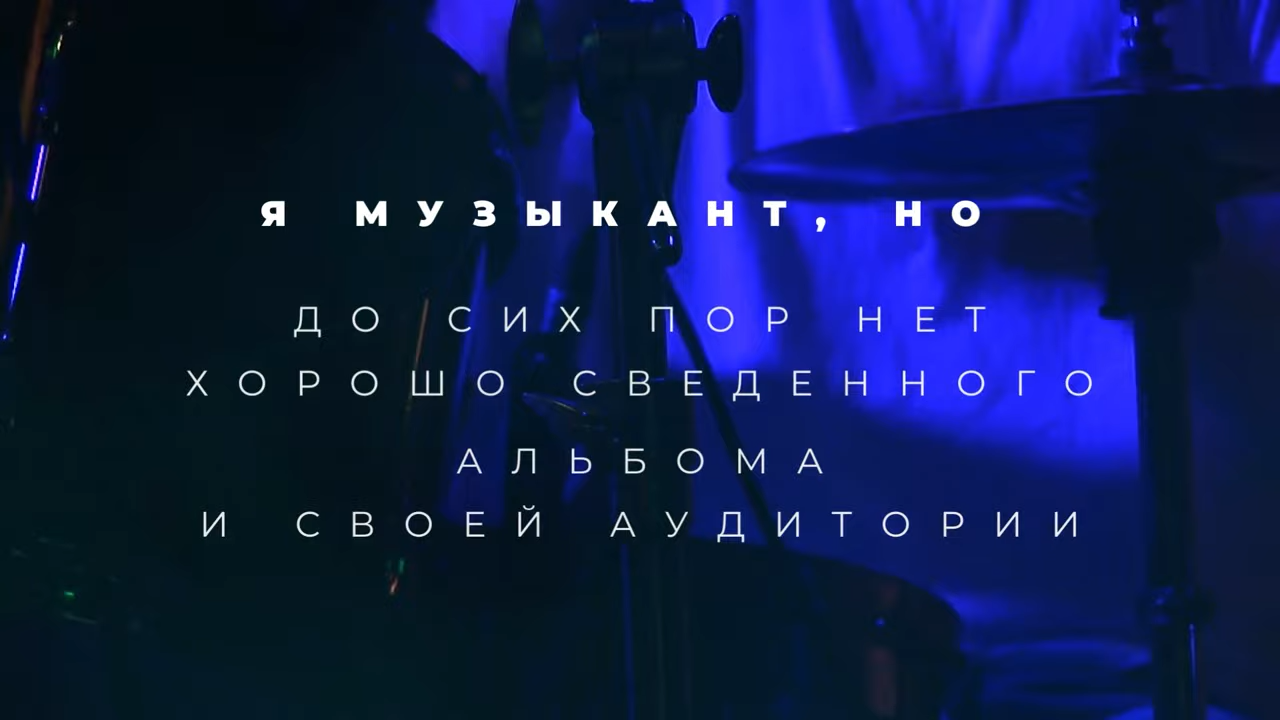 Я МУЗЫКАНТ, НО
ДО СИХ ПОР НЕТ
ХОРОШО СВЕДЕННОГО
АЛЬБОМА
И СВОЕЙ АУДИТОРИИ